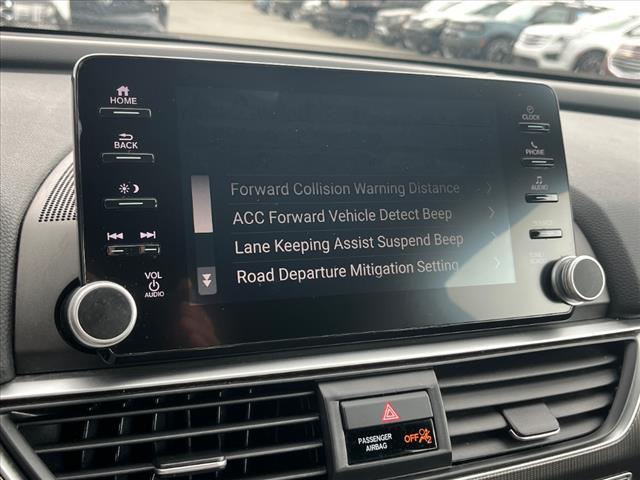 HOME
CLOCK
BACK
PHONE
AUDIO
Forward Collision Warning Distance
ACC Forward Vehicle Detect Beep
Lane Keeping Assist Suspend Beep
Road Departure Mitigation Setting
VOL
AUDIO
PASSENGER
AIRBAG
OFF